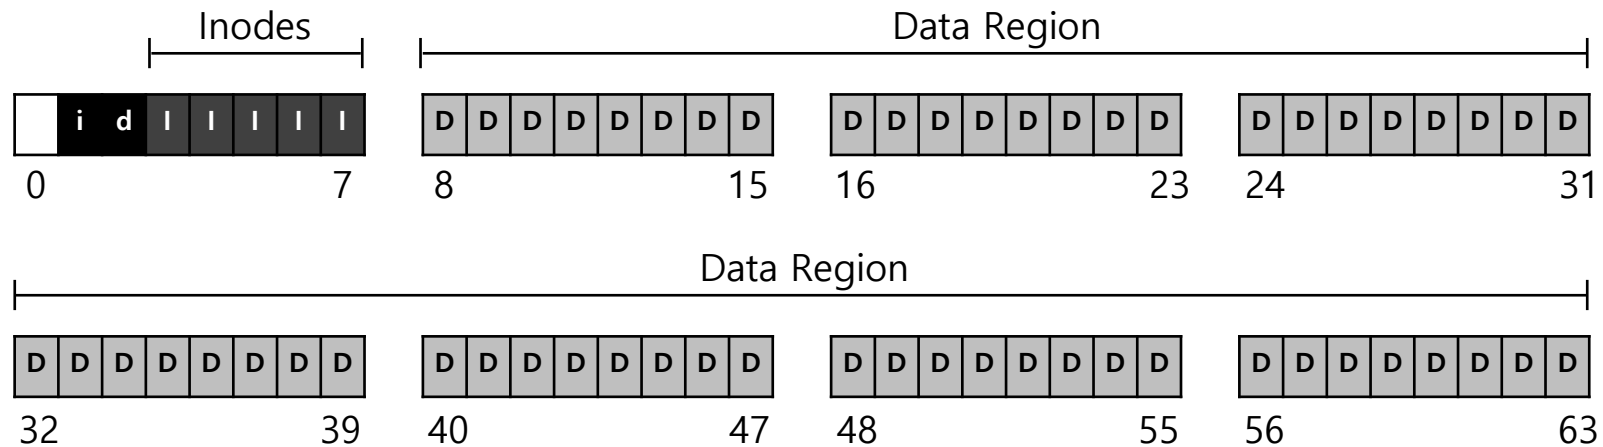 Inodes Data Region
i d I I I I I D D D D D D D D D D D D D D D D D D D D D D D D
0 7 8 15 16 23 24 31
Data Region
D D D D D D D D D D D D D D D D D D D D D D D D D D D D D D D D
32 39 40 47 48 55 56 63